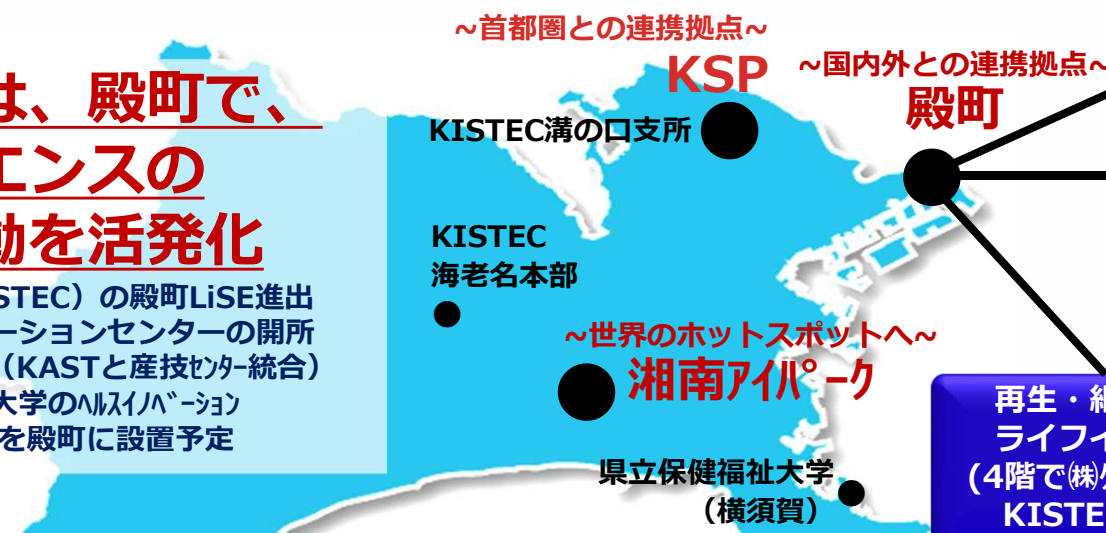 ~首都圏との連携拠点~
KSP
~国内外との連携拠点~
殿町
は、殿町で、
エンスの
動を活発化
KISTEC溝の口支所
KISTEC
海老名本部
STEC）の殿町LiSE進出
ーションセンターの開所
（KASTと産技ｾﾝﾀｰ統合）
大学のﾍﾙｽｲﾉﾍﾞｰｼｮﾝ
を殿町に設置予定
~世界のホットスポットへ~
湘南ｱｲﾊﾟｰｸ
県立保健福祉大学
（横須賀）
再生・
ライフイ
(4階で㈱
KISTE